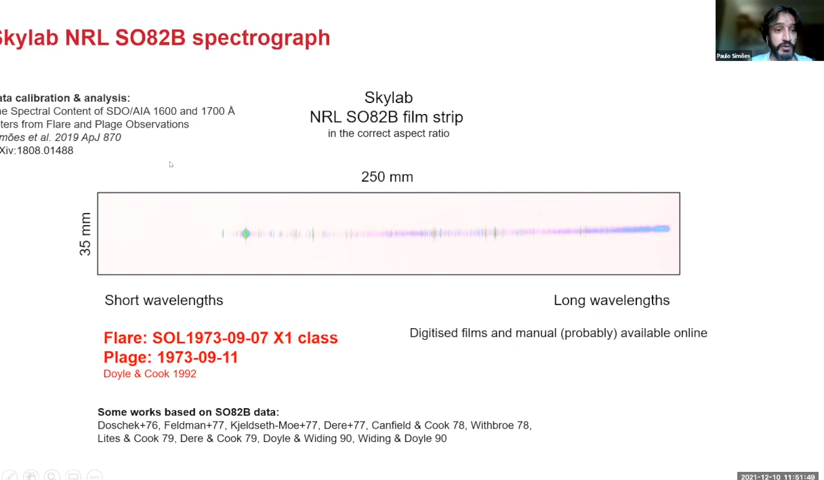 Skylab NRL SO82B spectrograph
Paulo Simões
ata calibration & analysis:
he Spectral Content of SDO/AIA 1600 and 1700 Å
ters from Flare and Plage Observations
mões et al. 2019 ApJ 870
Xiv:1808.01488
Skylab
NRL SO82B film strip
in the correct aspect ratio
250 mm
35 mm
Short wavelengths
Long wavelengths
Flare: SOL1973-09-07 X1 class
Plage: 1973-09-11
Doyle & Cook 1992
Digitised films and manual (probably) available online
Some works based on SO82B data:
Doschek+76, Feldman+77, Kjeldseth-Moe+77, Dere+77, Canfield & Cook 78, Withbroe 78,
Lites & Cook 79, Dere & Cook 79, Doyle & Widing 90, Widing & Doyle 90
2021-12-10 11:51:49